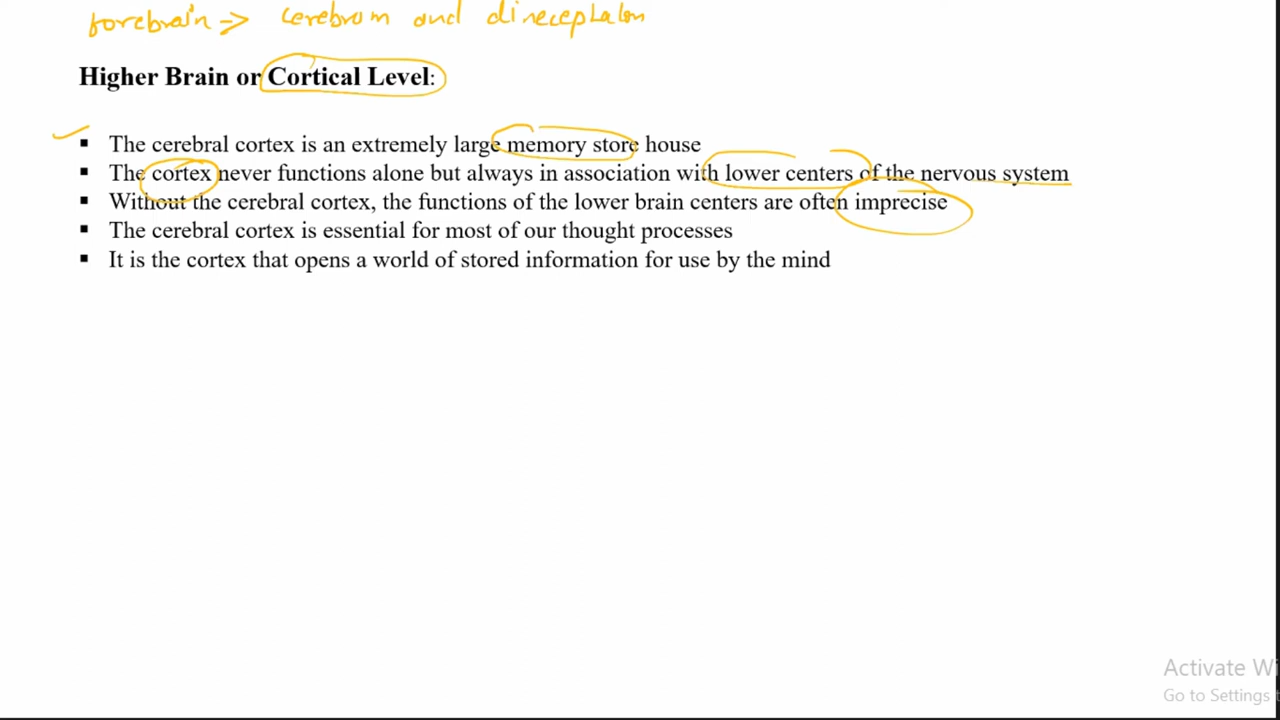 forebrain => cerebrum and direcephalon
Higher Brain or Cortical Level:
▪ The cerebral cortex is an extremely large memory store house
▪ The cortex never functions alone but always in association with lower centers of the nervous system
▪ Without the cerebral cortex, the functions of the lower brain centers are often imprecise
▪ The cerebral cortex is essential for most of our thought processes
▪ It is the cortex that opens a world of stored information for use by the mind
Activate Wi
Go to Settings t